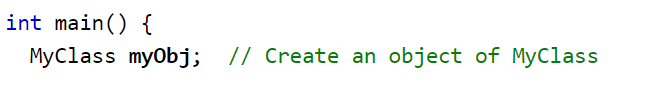 int main() {
  MyClass myObj;  // Create an object of MyClass